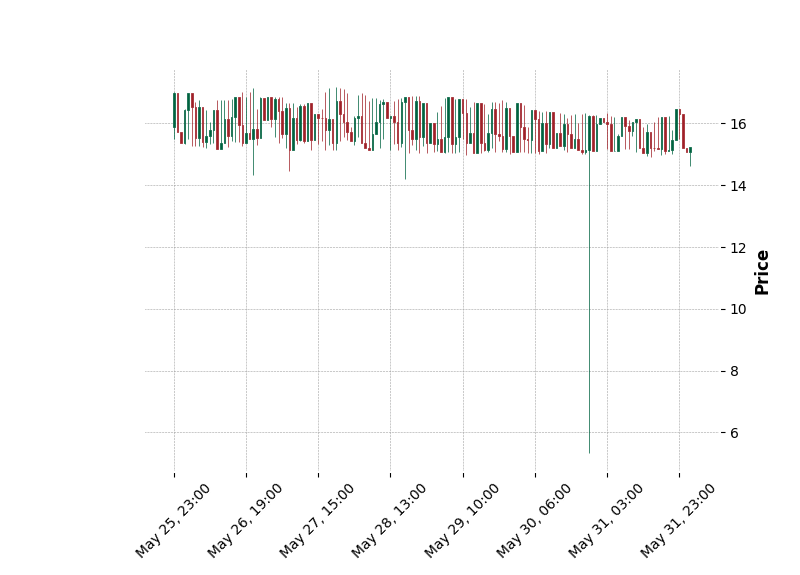 16
14
12
10
8
6
Price
May 25, 23:00
May 26, 19:00
May 27, 15:00
May 28, 13:00
May 29, 10:00
May 30, 06:00
May 31, 03:00
May 31, 23:00